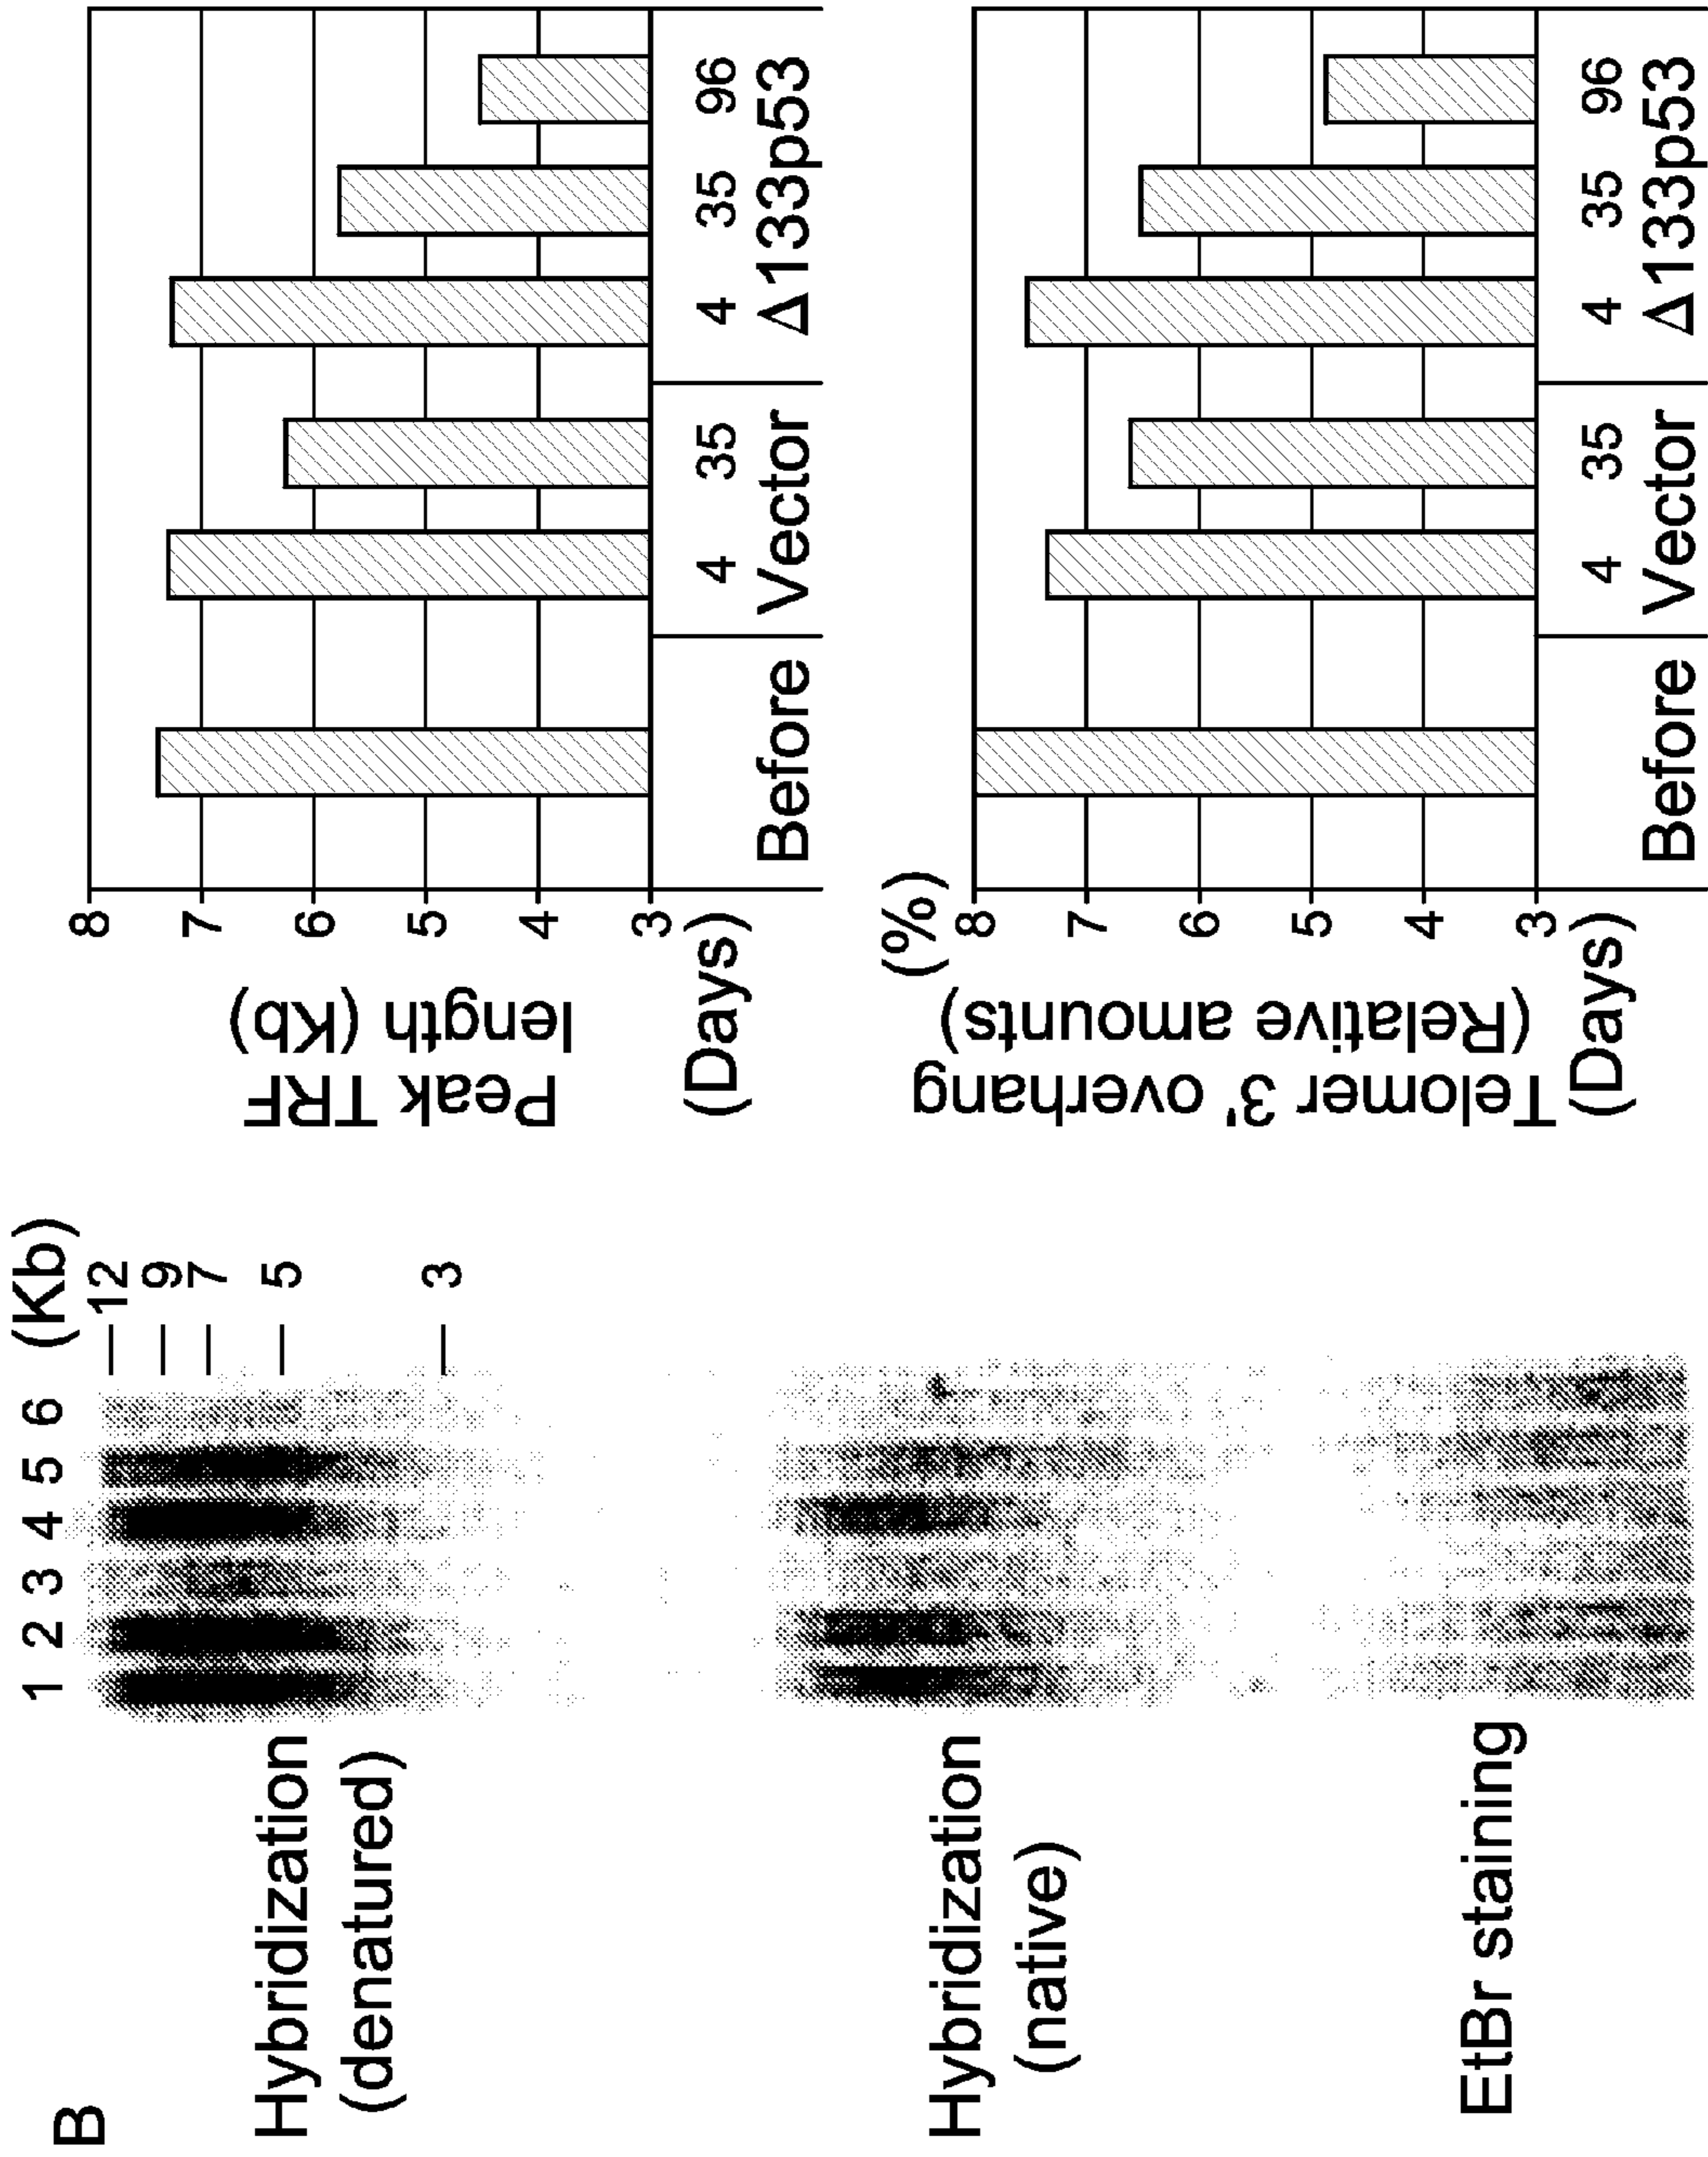 B
1 2 3 4 5 6 (Kb)
12
9
7
5
3
Hybridization
(denatured)
Hybridization
(native)
EtBr staining
Peak TRF
length (Kb)
8
7
6
5
4
3
(Days)
4 35 4 35 96
Before Vector Δ133p53
Telomer 3' overhang
(Relative amounts)
(%)
8
7
6
5
4
3
(Days)
4 35 4 35 96
Before Vector Δ133p53